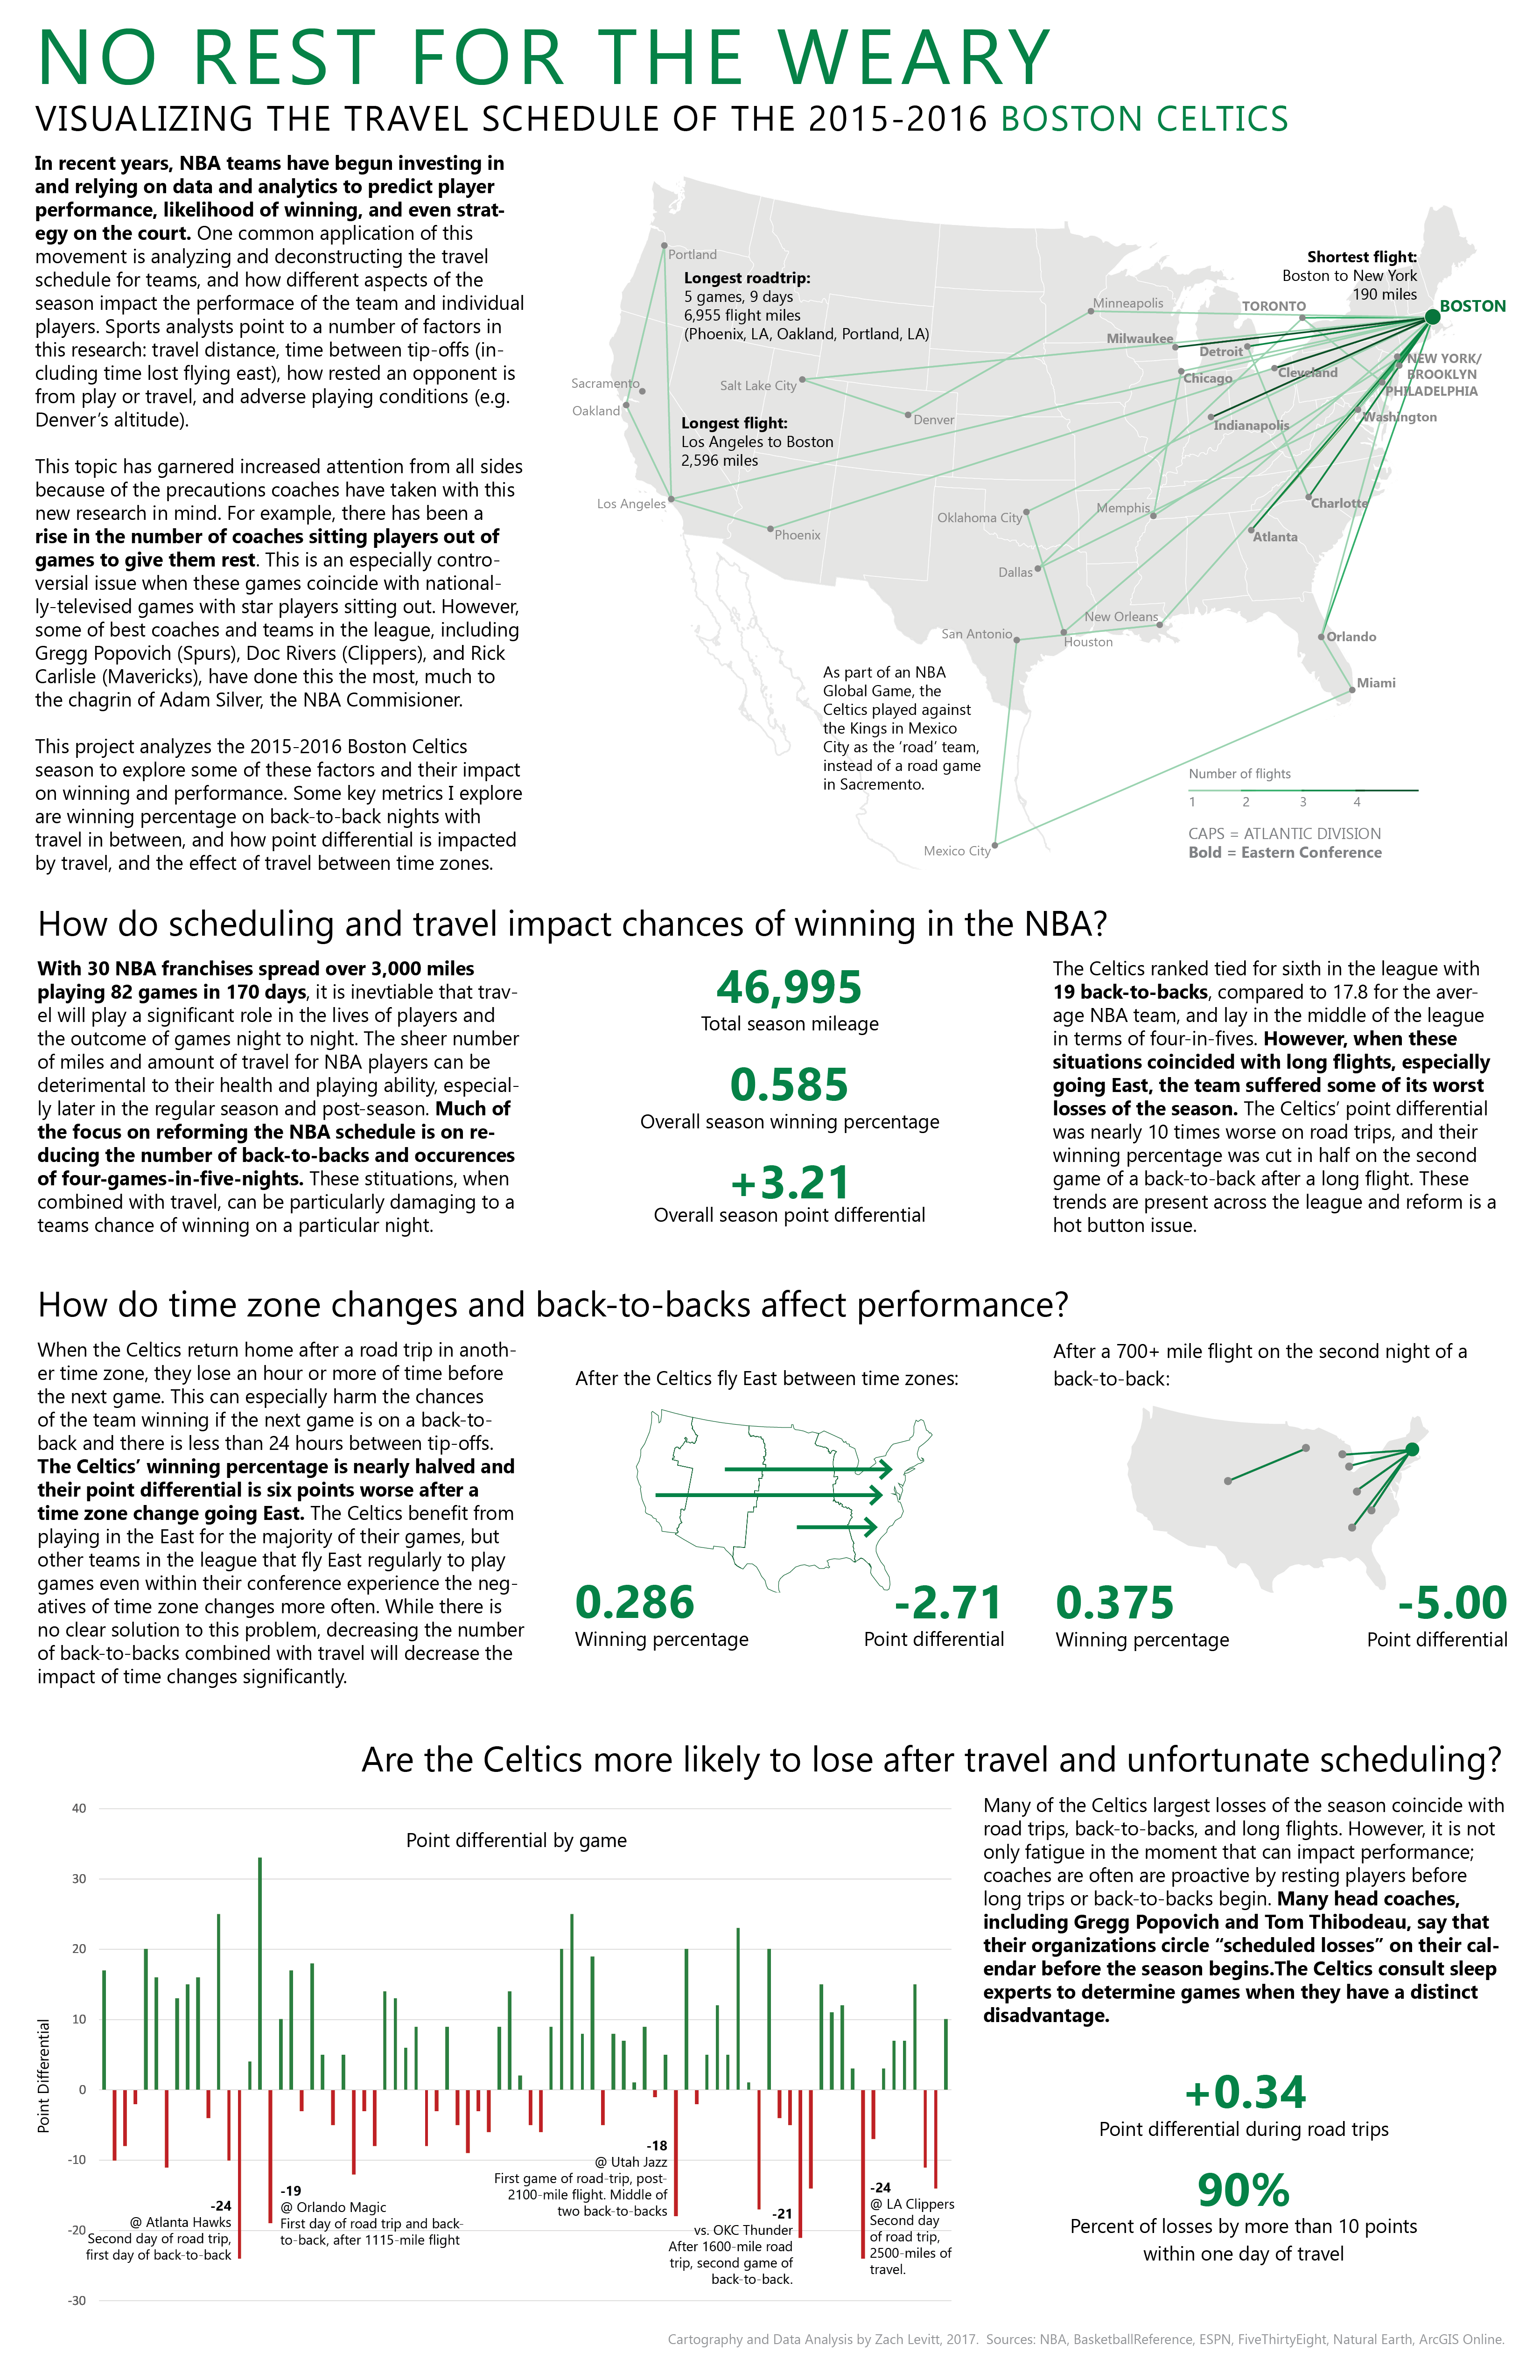 NO REST FOR THE WEARY
VISUALIZING THE TRAVEL SCHEDULE OF THE 2015-2016 BOSTON CELTICS
In recent years, NBA teams have begun investing in
and relying on data and analytics to predict player
performance, likelihood of winning, and even strat-
egy on the court. One common application of this
movement is analyzing and deconstructing the travel
schedule for teams, and how different aspects of the
season impact the performace of the team and individual
players. Sports analysts point to a number of factors in
this research: travel distance, time between tip-offs (in-
cluding time lost flying east), how rested an opponent is
from play or travel, and adverse playing conditions (e.g.
Denver's altitude).
This topic has garnered increased attention from all sides
because of the precautions coaches have taken with this
new research in mind. For example, there has been a
rise in the number of coaches sitting players out of
games to give them rest. This is an especially contro-
versial issue when these games coincide with national-
ly-televised games with star players sitting out. However,
some of best coaches and teams in the league, including
Gregg Popovich (Spurs), Doc Rivers (Clippers), and Rick
Carlisle (Mavericks), have done this the most, much to
the chagrin of Adam Silver, the NBA Commisioner.
This project analyzes the 2015-2016 Boston Celtics
season to explore some of these factors and their impact
on winning and performance. Some key metrics I explore
are winning percentage on back-to-back nights with
travel in between, and how point differential is impacted
by travel, and the effect of travel between time zones.
Portland
Longest roadtrip:
5 games, 9 days
6,955 flight miles
(Phoenix, LA, Oakland, Portland, LA)
Shortest flight:
Boston to New York
190 miles
Minneapolis
TORONTO
BOSTON
Milwaukee
Detroit
NEW YORK/
BROOKLYN
PHILADELPHIA
Cleveland
Chicago
Sacramento
Salt Lake City
Oakland
Denver
Washington
Indianapolis
Longest flight:
Los Angeles to Boston
2,596 miles
Los Angeles
Phoenix
Oklahoma City
Memphis
Charlotte
Atlanta
Dallas
New Orleans
San Antonio
Houston
Orlando
Miami
As part of an NBA
Global Game, the
Celtics played against
the Kings in Mexico
City as the 'road' team,
instead of a road game
in Sacremento.
Mexico City
Number of flights
1 2 3 4
CAPS = ATLANTIC DIVISION
Bold = Eastern Conference
How do scheduling and travel impact chances of winning in the NBA?
With 30 NBA franchises spread over 3,000 miles
playing 82 games in 170 days, it is inevtiable that trav-
el will play a significant role in the lives of players and
the outcome of games night to night. The sheer number
of miles and amount of travel for NBA players can be
deterimental to their health and playing ability, especial-
ly later in the regular season and post-season. Much of
the focus on reforming the NBA schedule is on re-
ducing the number of back-to-backs and occurences
of four-games-in-five-nights. These stituations, when
combined with travel, can be particularly damaging to a
teams chance of winning on a particular night.
46,995
Total season mileage
0.585
Overall season winning percentage
+3.21
Overall season point differential
The Celtics ranked tied for sixth in the league with
19 back-to-backs, compared to 17.8 for the aver-
age NBA team, and lay in the middle of the league
in terms of four-in-fives. However, when these
situations coincided with long flights, especially
going East, the team suffered some of its worst
losses of the season. The Celtics' point differential
was nearly 10 times worse on road trips, and their
winning percentage was cut in half on the second
game of a back-to-back after a long flight. These
trends are present across the league and reform is a
hot button issue.
How do time zone changes and back-to-backs affect performance?
When the Celtics return home after a road trip in anoth-
er time zone, they lose an hour or more of time before
the next game. This can especially harm the chances
of the team winning if the next game is on a back-to-
back and there is less than 24 hours between tip-offs.
The Celtics' winning percentage is nearly halved and
their point differential is six points worse after a
time zone change going East. The Celtics benefit from
playing in the East for the majority of their games, but
other teams in the league that fly East regularly to play
games even within their conference experience the neg-
atives of time zone changes more often. While there is
no clear solution to this problem, decreasing the number
of back-to-backs combined with travel will decrease the
impact of time changes significantly.
After the Celtics fly East between time zones:
0.286
Winning percentage
-2.71
Point differential
After a 700+ mile flight on the second night of a
back-to-back:
0.375
Winning percentage
-5.00
Point differential
Are the Celtics more likely to lose after travel and unfortunate scheduling?
Point differential by game
Point Differential
40
30
20
10
0
-10
-20
-30
-24
@ Atlanta Hawks
Second day of road trip,
first day of back-to-back
-19
@ Orlando Magic
First day of road trip and back-
to-back, after 1115-mile flight
-18
@ Utah Jazz
First game of road-trip, post-
2100-mile flight. Middle of
two back-to-backs
-21
vs. OKC Thunder
After 1600-mile road
trip, second game of
back-to-back.
-24
@ LA Clippers
Second day
of road trip,
2500-miles of
travel.
Many of the Celtics largest losses of the season coincide with
road trips, back-to-backs, and long flights. However, it is not
only fatigue in the moment that can impact performance;
coaches are often are proactive by resting players before
long trips or back-to-backs begin. Many head coaches,
including Gregg Popovich and Tom Thibodeau, say that
their organizations circle “scheduled losses” on their cal-
endar before the season begins.The Celtics consult sleep
experts to determine games when they have a distinct
disadvantage.
+0.34
Point differential during road trips
90%
Percent of losses by more than 10 points
within one day of travel
Cartography and Data Analysis by Zach Levitt, 2017. Sources: NBA, BasketballReference, ESPN, FiveThirtyEight, Natural Earth, ArcGIS Online.